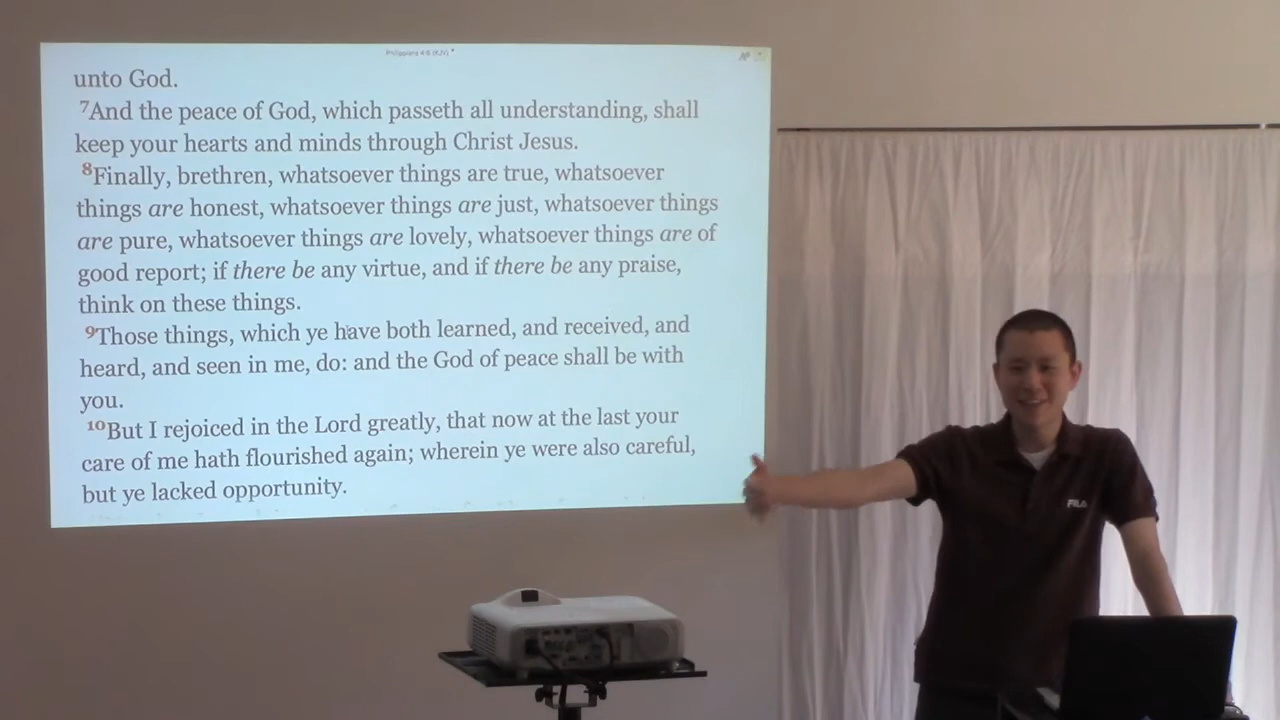 Philippians 4:6 (KJV)
unto God.
7And the peace of God, which passeth all understanding, shall
keep your hearts and minds through Christ Jesus.
8Finally, brethren, whatsoever things are true, whatsoever
things are honest, whatsoever things are just, whatsoever things
are pure, whatsoever things are lovely, whatsoever things are of
good report; if there be any virtue, and if there be any praise,
think on these things.
9Those things, which ye have both learned, and received, and
heard, and seen in me, do: and the God of peace shall be with
you.
10But I rejoiced in the Lord greatly, that now at the last your
care of me hath flourished again; wherein ye were also careful,
but ye lacked opportunity.
FILA